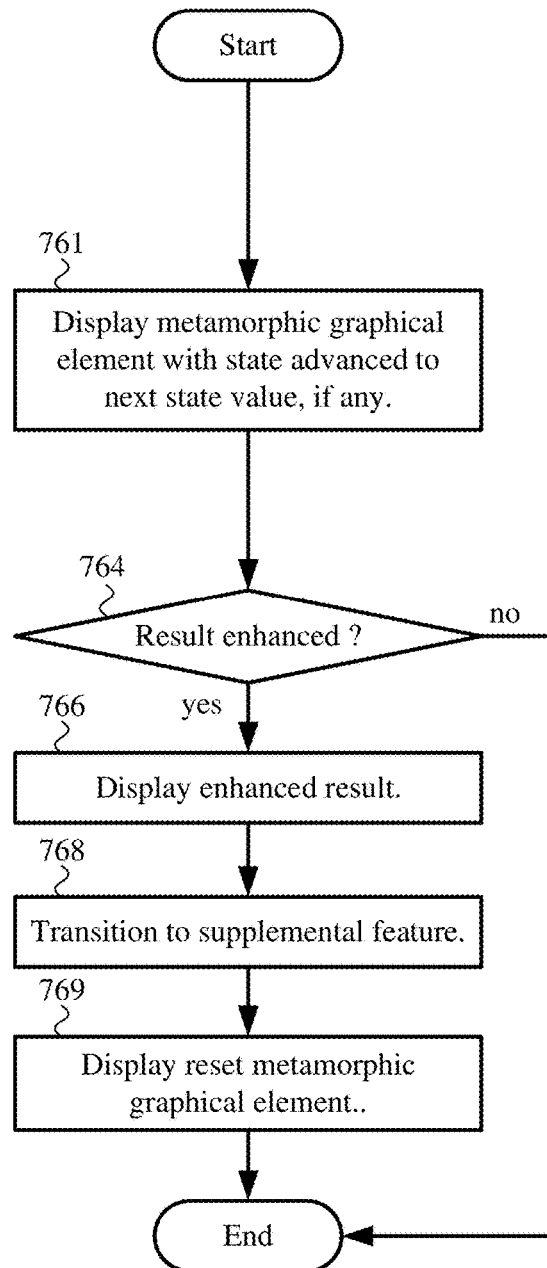 Start
761
Display metamorphic graphical
element with state advanced to
next state value, if any.
764
Result enhanced ?
no
yes
766
Display enhanced result.
768
Transition to supplemental feature.
769
Display reset metamorphic
graphical element..
End